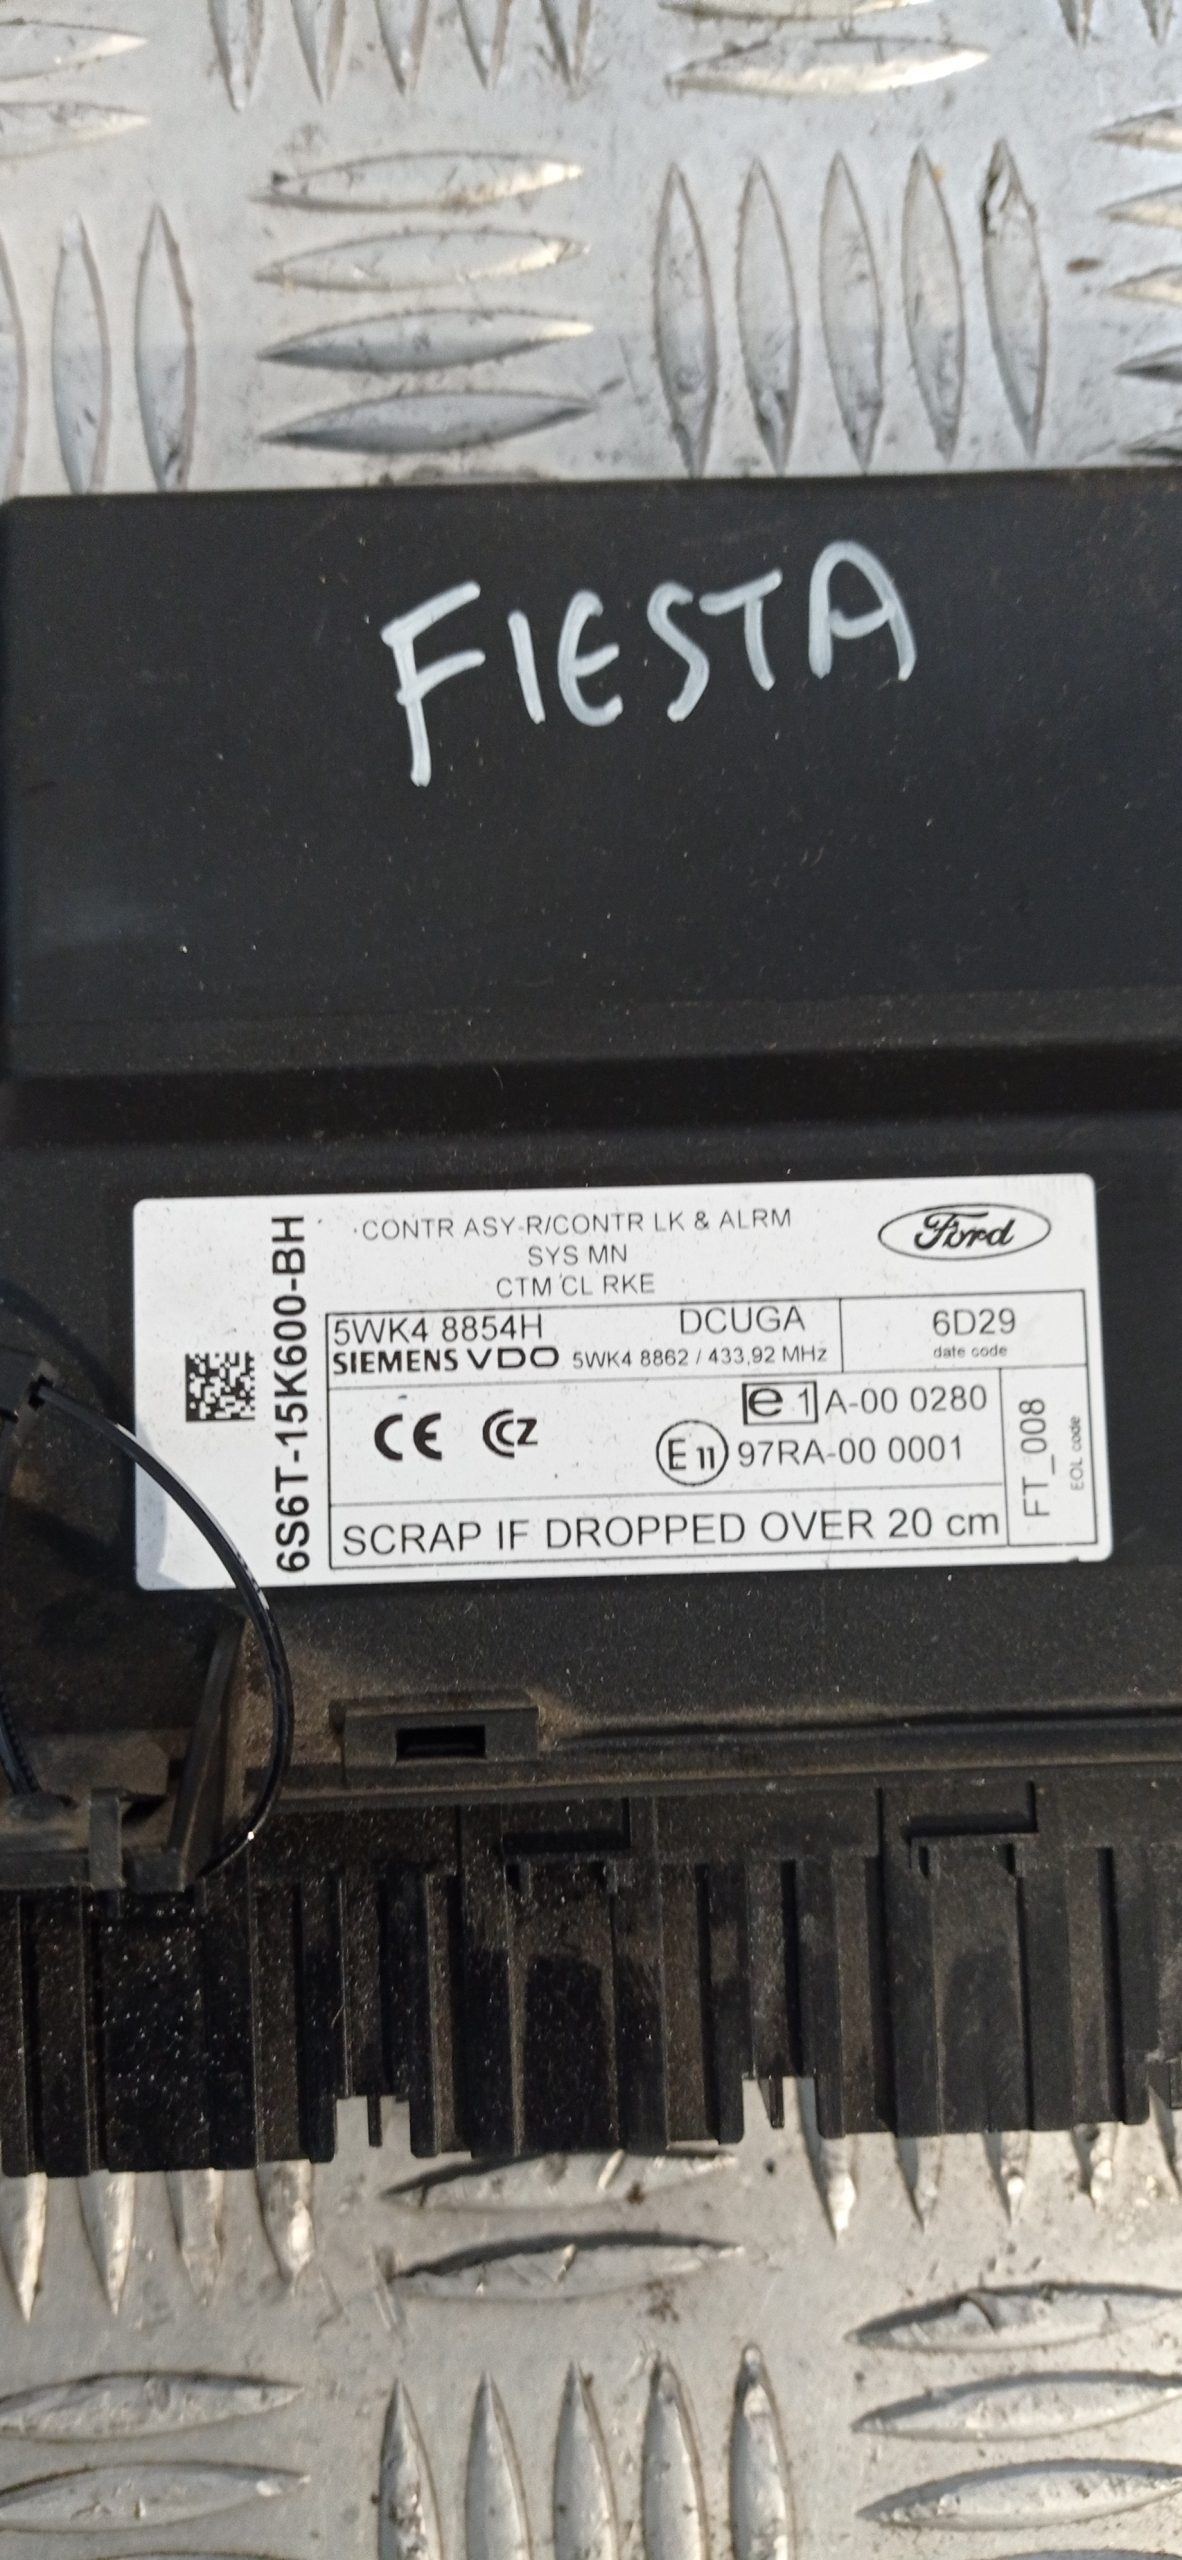 FIESTA
6S6T-15K600-BH
CONTR ASY-R/CONTR LK & ALRM
SYS MN
CTM CL RKE
Ford
5WK4 8854H DCUGA
SIEMENS VDO 5WK4 8862 / 433,92 MHz
6D29
date code
CE CCZ
e 1 A-00 0280
E 11 97RA-00 0001
FT_008
EOL code
SCRAP IF DROPPED OVER 20 cm